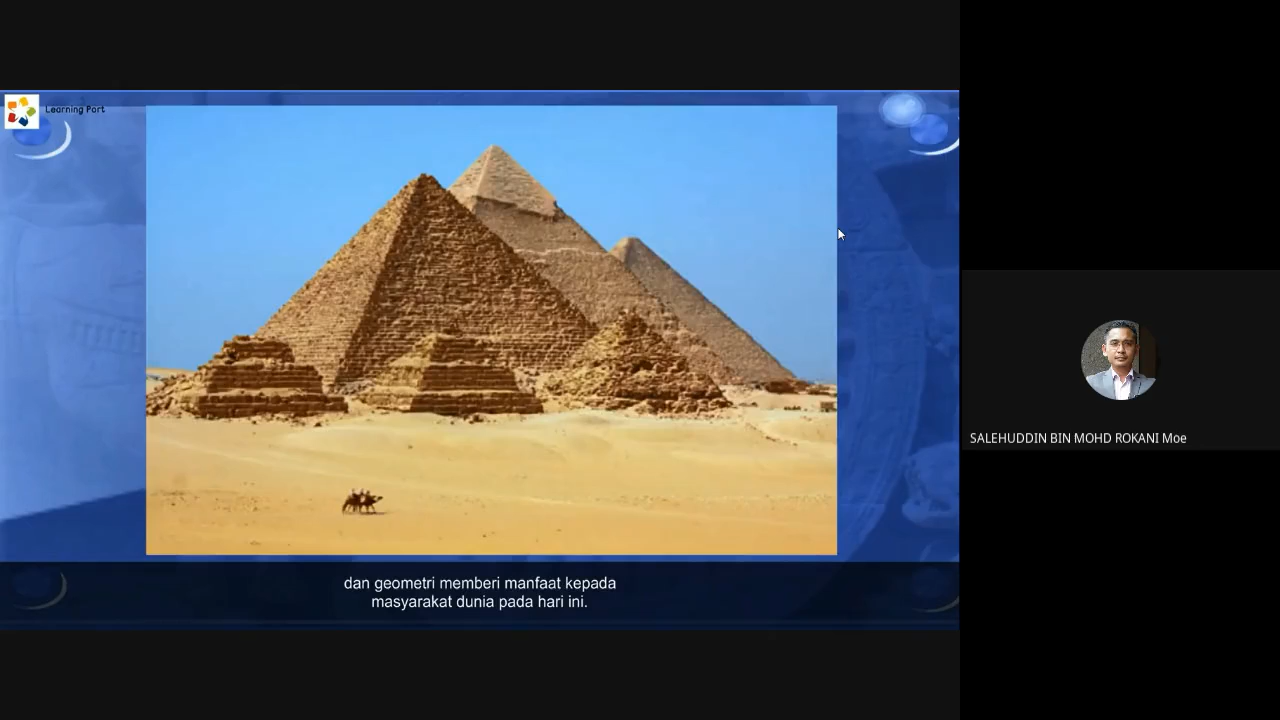 Learning Port
dan geometri memberi manfaat kepada
masyarakat dunia pada hari ini.
SALEHUDDIN BIN MOHD ROKANI Moe